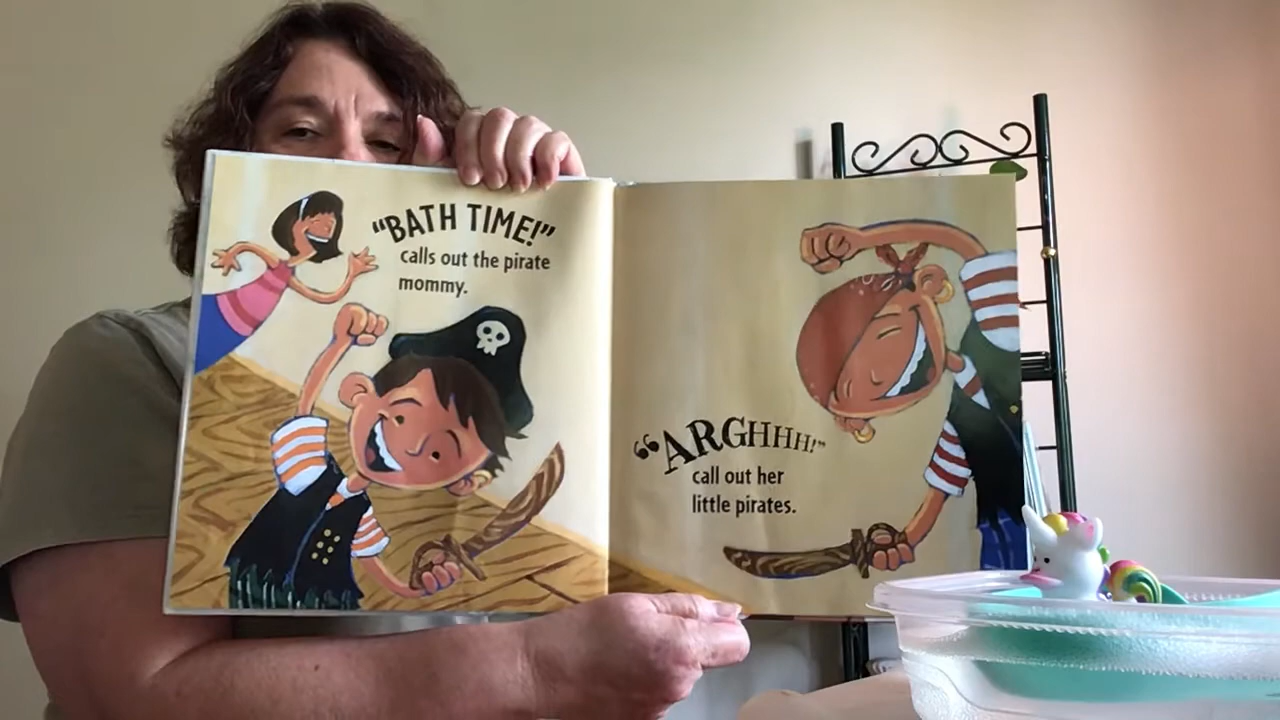 “BATH TIME!”
calls out the pirate
mommy.
“ARGHHH!”
call out her
little pirates.